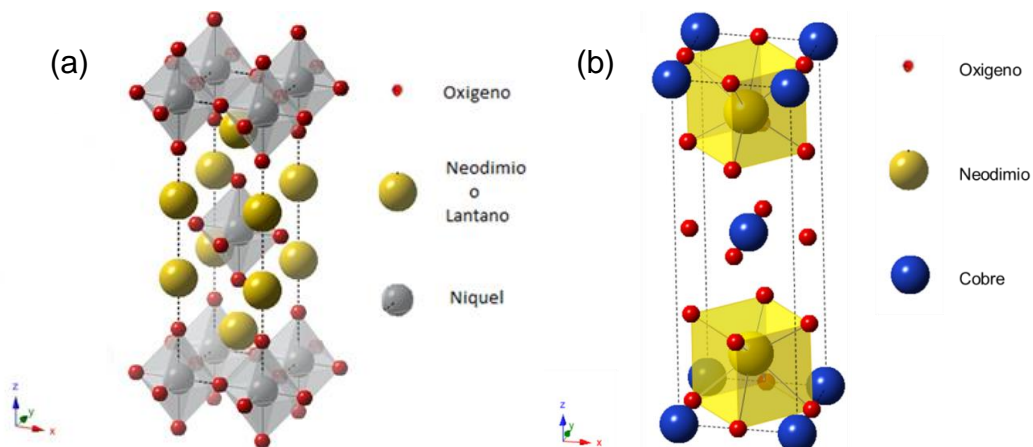 (a)
Oxigeno
Neodimio
o
Lantano
Niquel
z
y
x
(b)
Oxigeno
Neodimio
Cobre
z
y
x